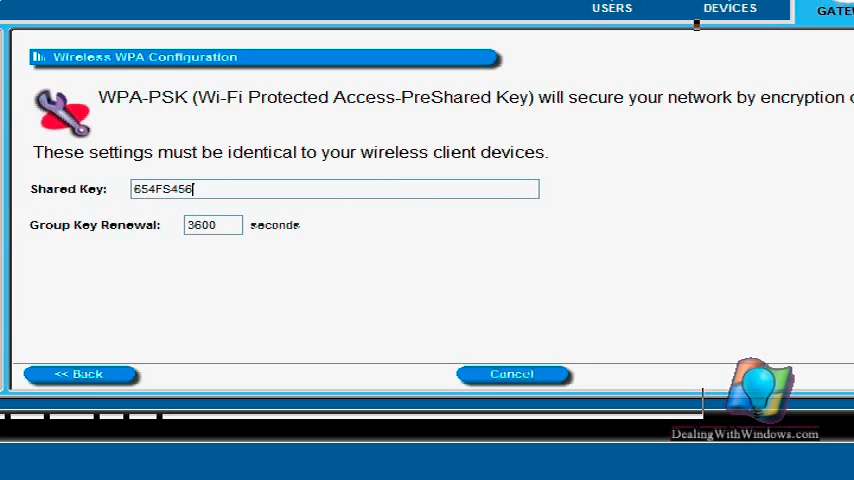 USERS DEVICES GATEW
Wireless WPA Configuration
WPA-PSK (Wi-Fi Protected Access-PreShared Key) will secure your network by encryption o
These settings must be identical to your wireless client devices.
Shared Key: 654FS456
Group Key Renewal: 3600 seconds
<< Back Cancel
DealingWithWindows.com